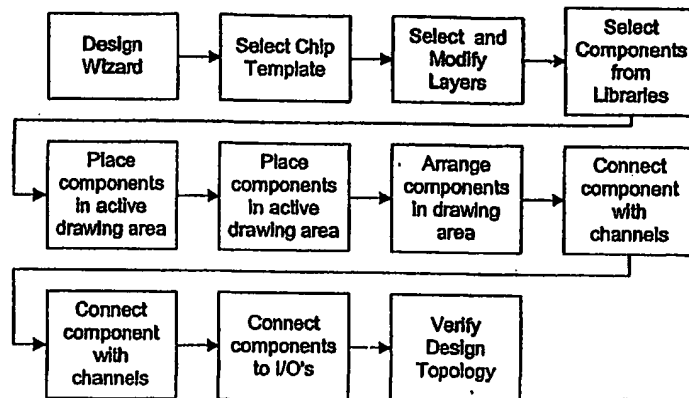 Design
Wizard
Select Chip
Template
Select and
Modify
Layers
Select
Components
from
Libraries
Place
components
in active
drawing area
Place
components
in active
drawing area
Arrange
components
in drawing
area
Connect
component
with
channels
Connect
component
with
channels
Connect
components
to I/O's
Verify
Design
Topology